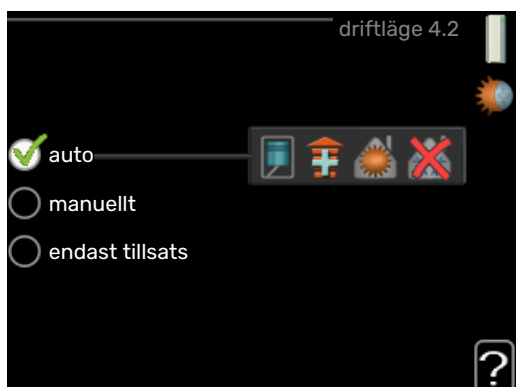 driftläge 4.2
auto
manuellt
endast tillsats
?